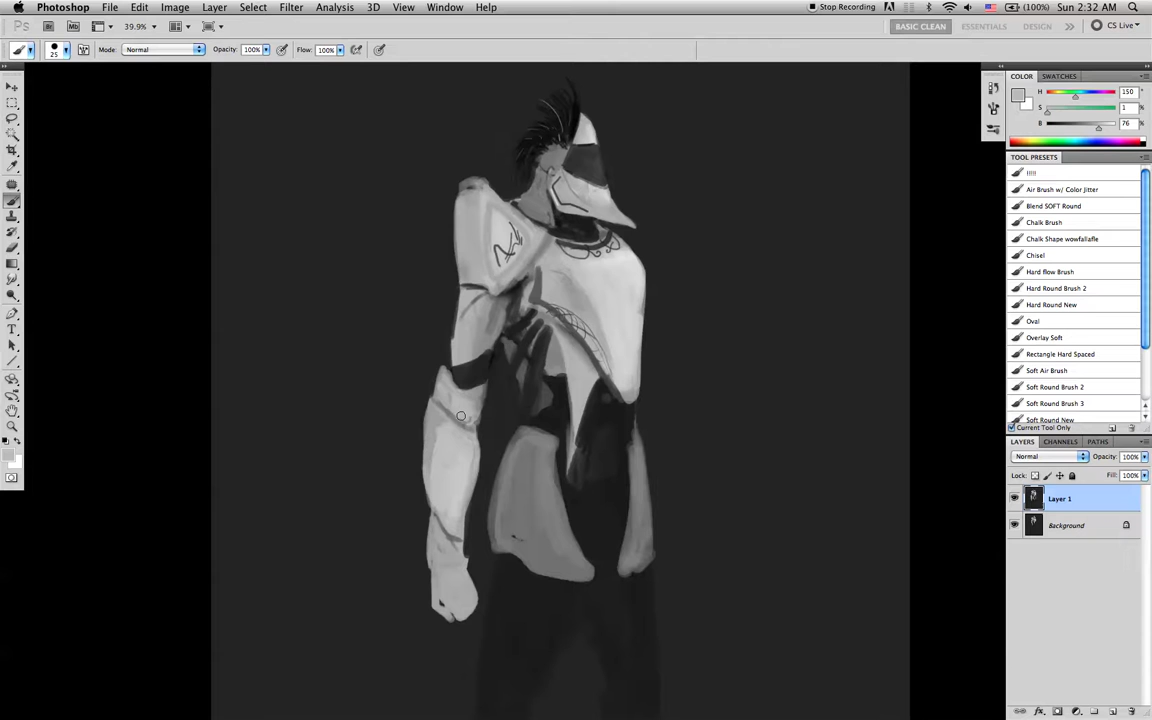 Photoshop File Edit Image Layer Select Filter Analysis 3D View Window Help Stop Recording (100%) Sun 2:32 AM
Ps Br Mb 39.9% BASIC CLEAN ESSENTIALS DESIGN CS Live
25 Mode: Normal Opacity: 100% Flow: 100%
COLOR SWATCHES
H 150 °
S 1 %
B 76 %
TOOL PRESETS
!!!!!
Air Brush w/ Color Jitter
Blend SOFT Round
Chalk Brush
Chalk Shape wowfallafle
Chisel
Hard flow Brush
Hard Round Brush 2
Hard Round New
Oval
Overlay Soft
Rectangle Hard Spaced
Soft Air Brush
Soft Round Brush 2
Soft Round Brush 3
Soft Round New
Current Tool Only
LAYERS CHANNELS PATHS
Normal Opacity: 100%
Lock: Fill: 100%
Layer 1
Background